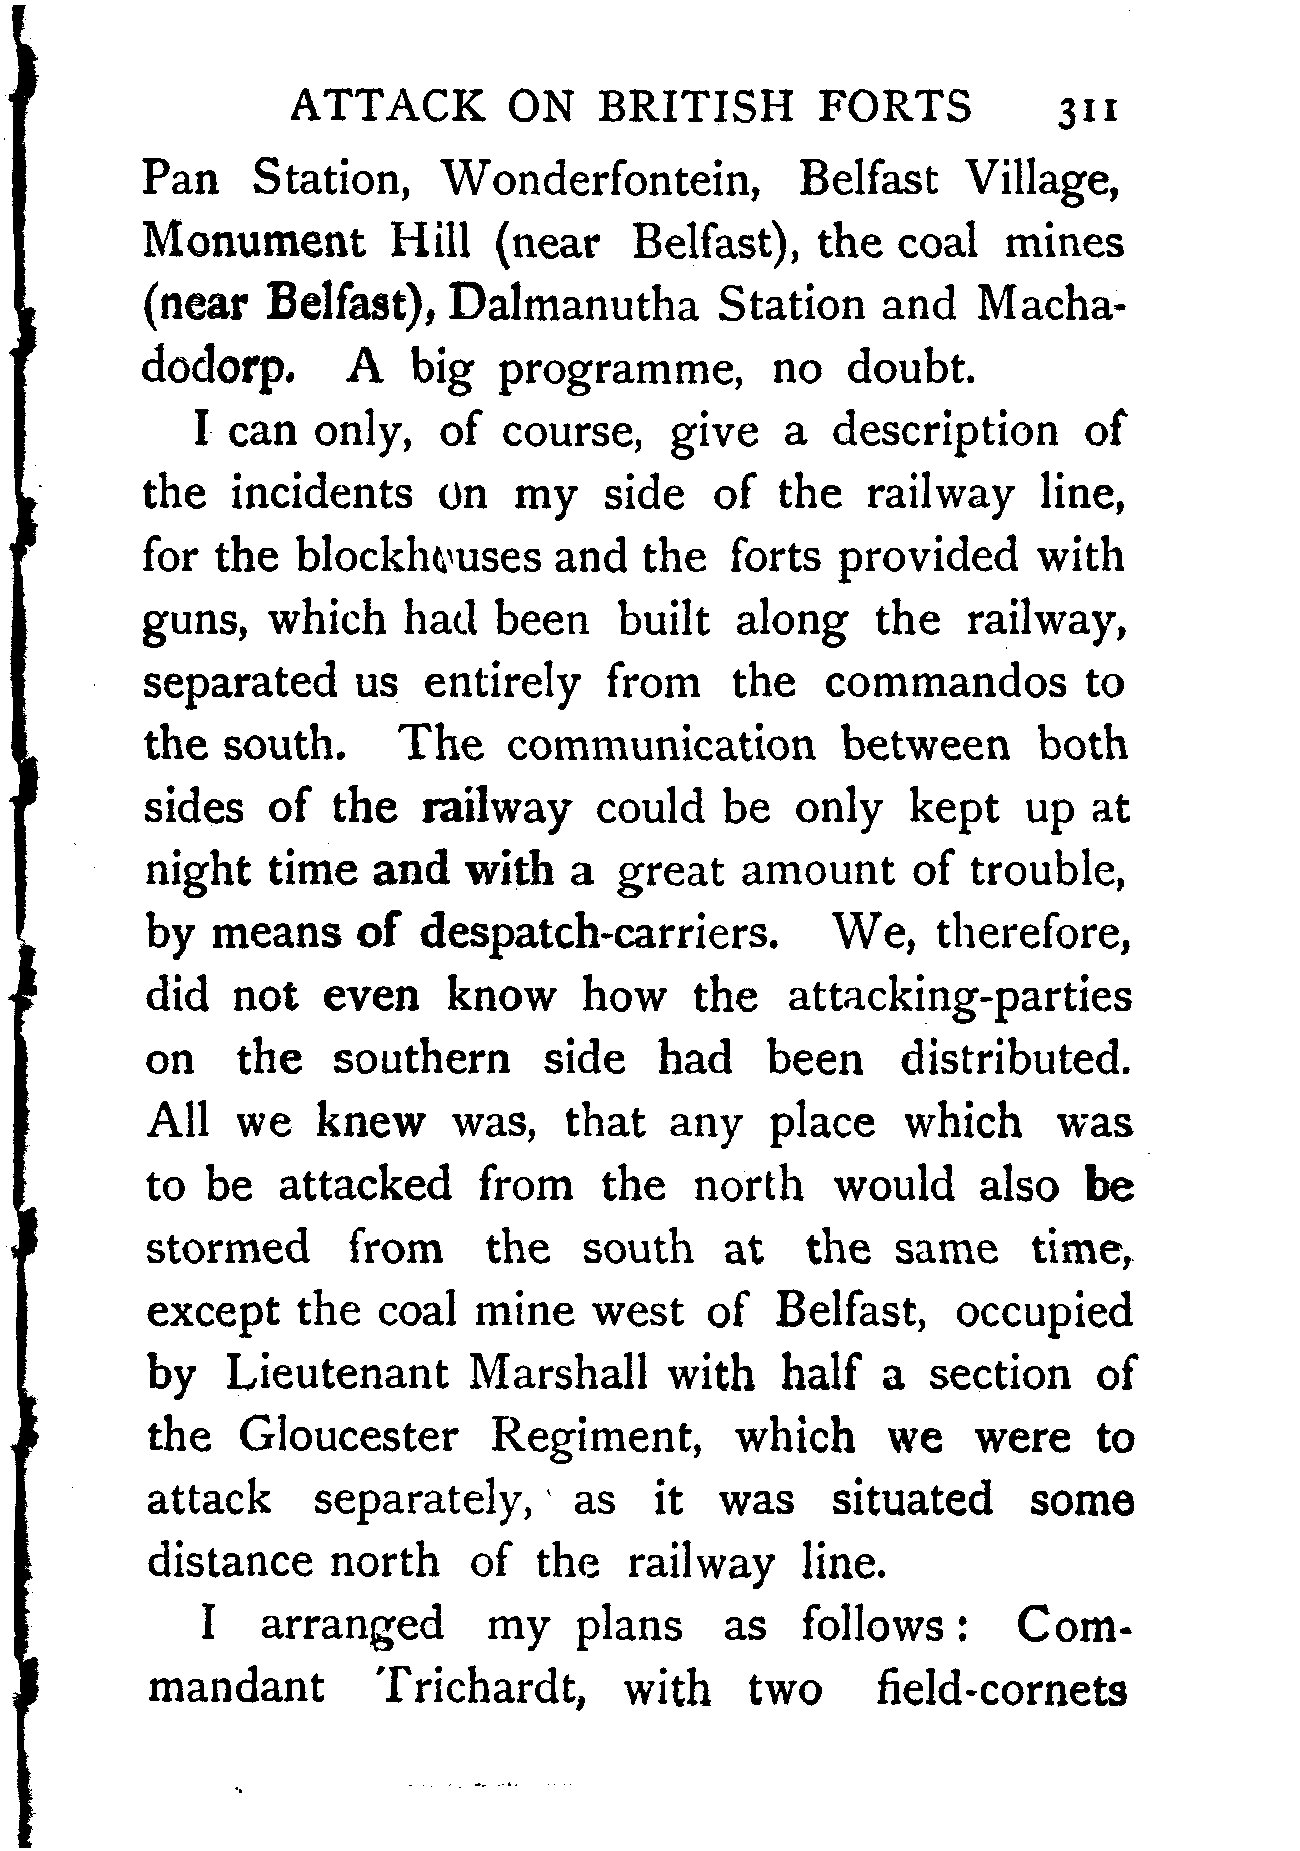 ATTACK ON BRITISH FORTS 311
Pan Station, Wonderfontein, Belfast Village,
Monument Hill (near Belfast), the coal mines
(near Belfast), Dalmanutha Station and Macha-
dodorp. A big programme, no doubt.
I can only, of course, give a description of
the incidents on my side of the railway line,
for the blockhouses and the forts provided with
guns, which had been built along the railway,
separated us entirely from the commandos to
the south. The communication between both
sides of the railway could be only kept up at
night time and with a great amount of trouble,
by means of despatch-carriers. We, therefore,
did not even know how the attacking-parties
on the southern side had been distributed.
All we knew was, that any place which was
to be attacked from the north would also be
stormed from the south at the same time,
except the coal mine west of Belfast, occupied
by Lieutenant Marshall with half a section of
the Gloucester Regiment, which we were to
attack separately, as it was situated some
distance north of the railway line.
I arranged my plans as follows: Com-
mandant Trichardt, with two field-cornets